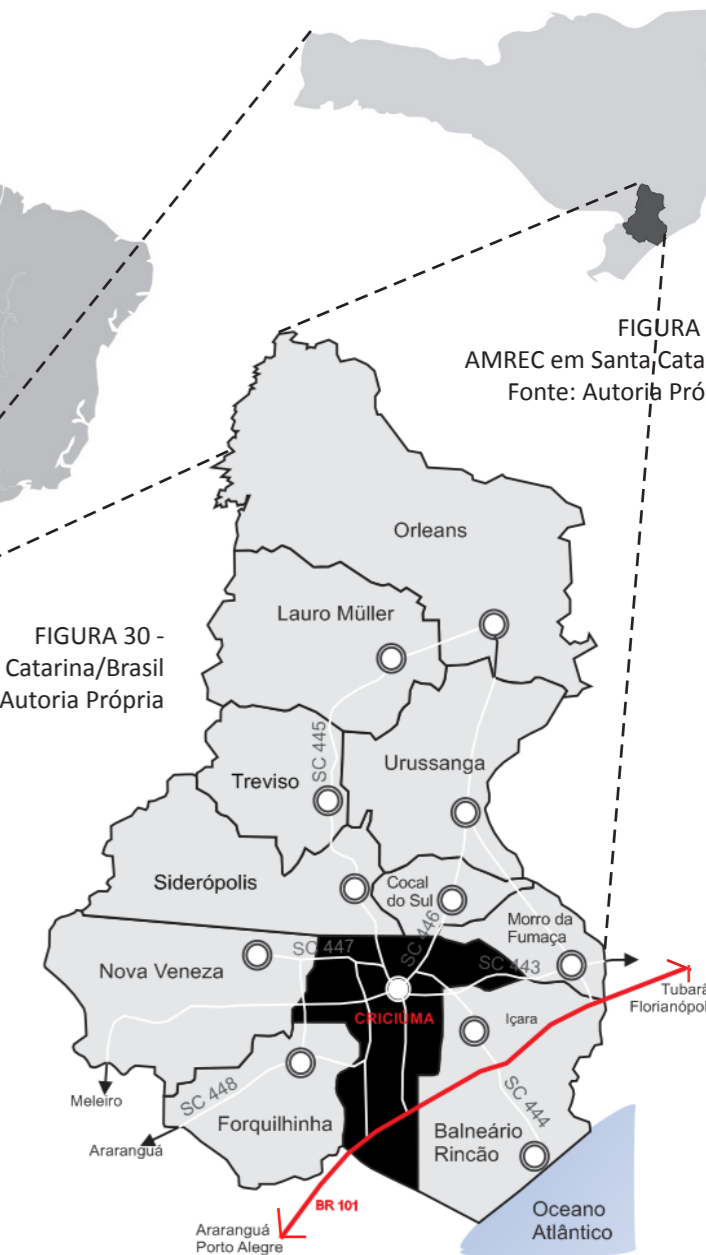 FIGURA
AMREC em Santa Cata
Fonte: Autoria Pró
Orleans
Lauro Müller
FIGURA 30 -
Catarina/Brasil
Autoria Própria
SC 445
Urussanga
Treviso
Siderópolis
Cocal
do Sul
SC 446
Morro da
Fumaça
SC 447
Nova Veneza
SC 443
Tubarã
Florianópol
CRICIÚMA
Içara
Meleiro
SC 448
SC 444
Forquilhinha
Balneário
Rincão
Araranguá
BR 101
Oceano
Atlântico
Araranguá
Porto Alegre